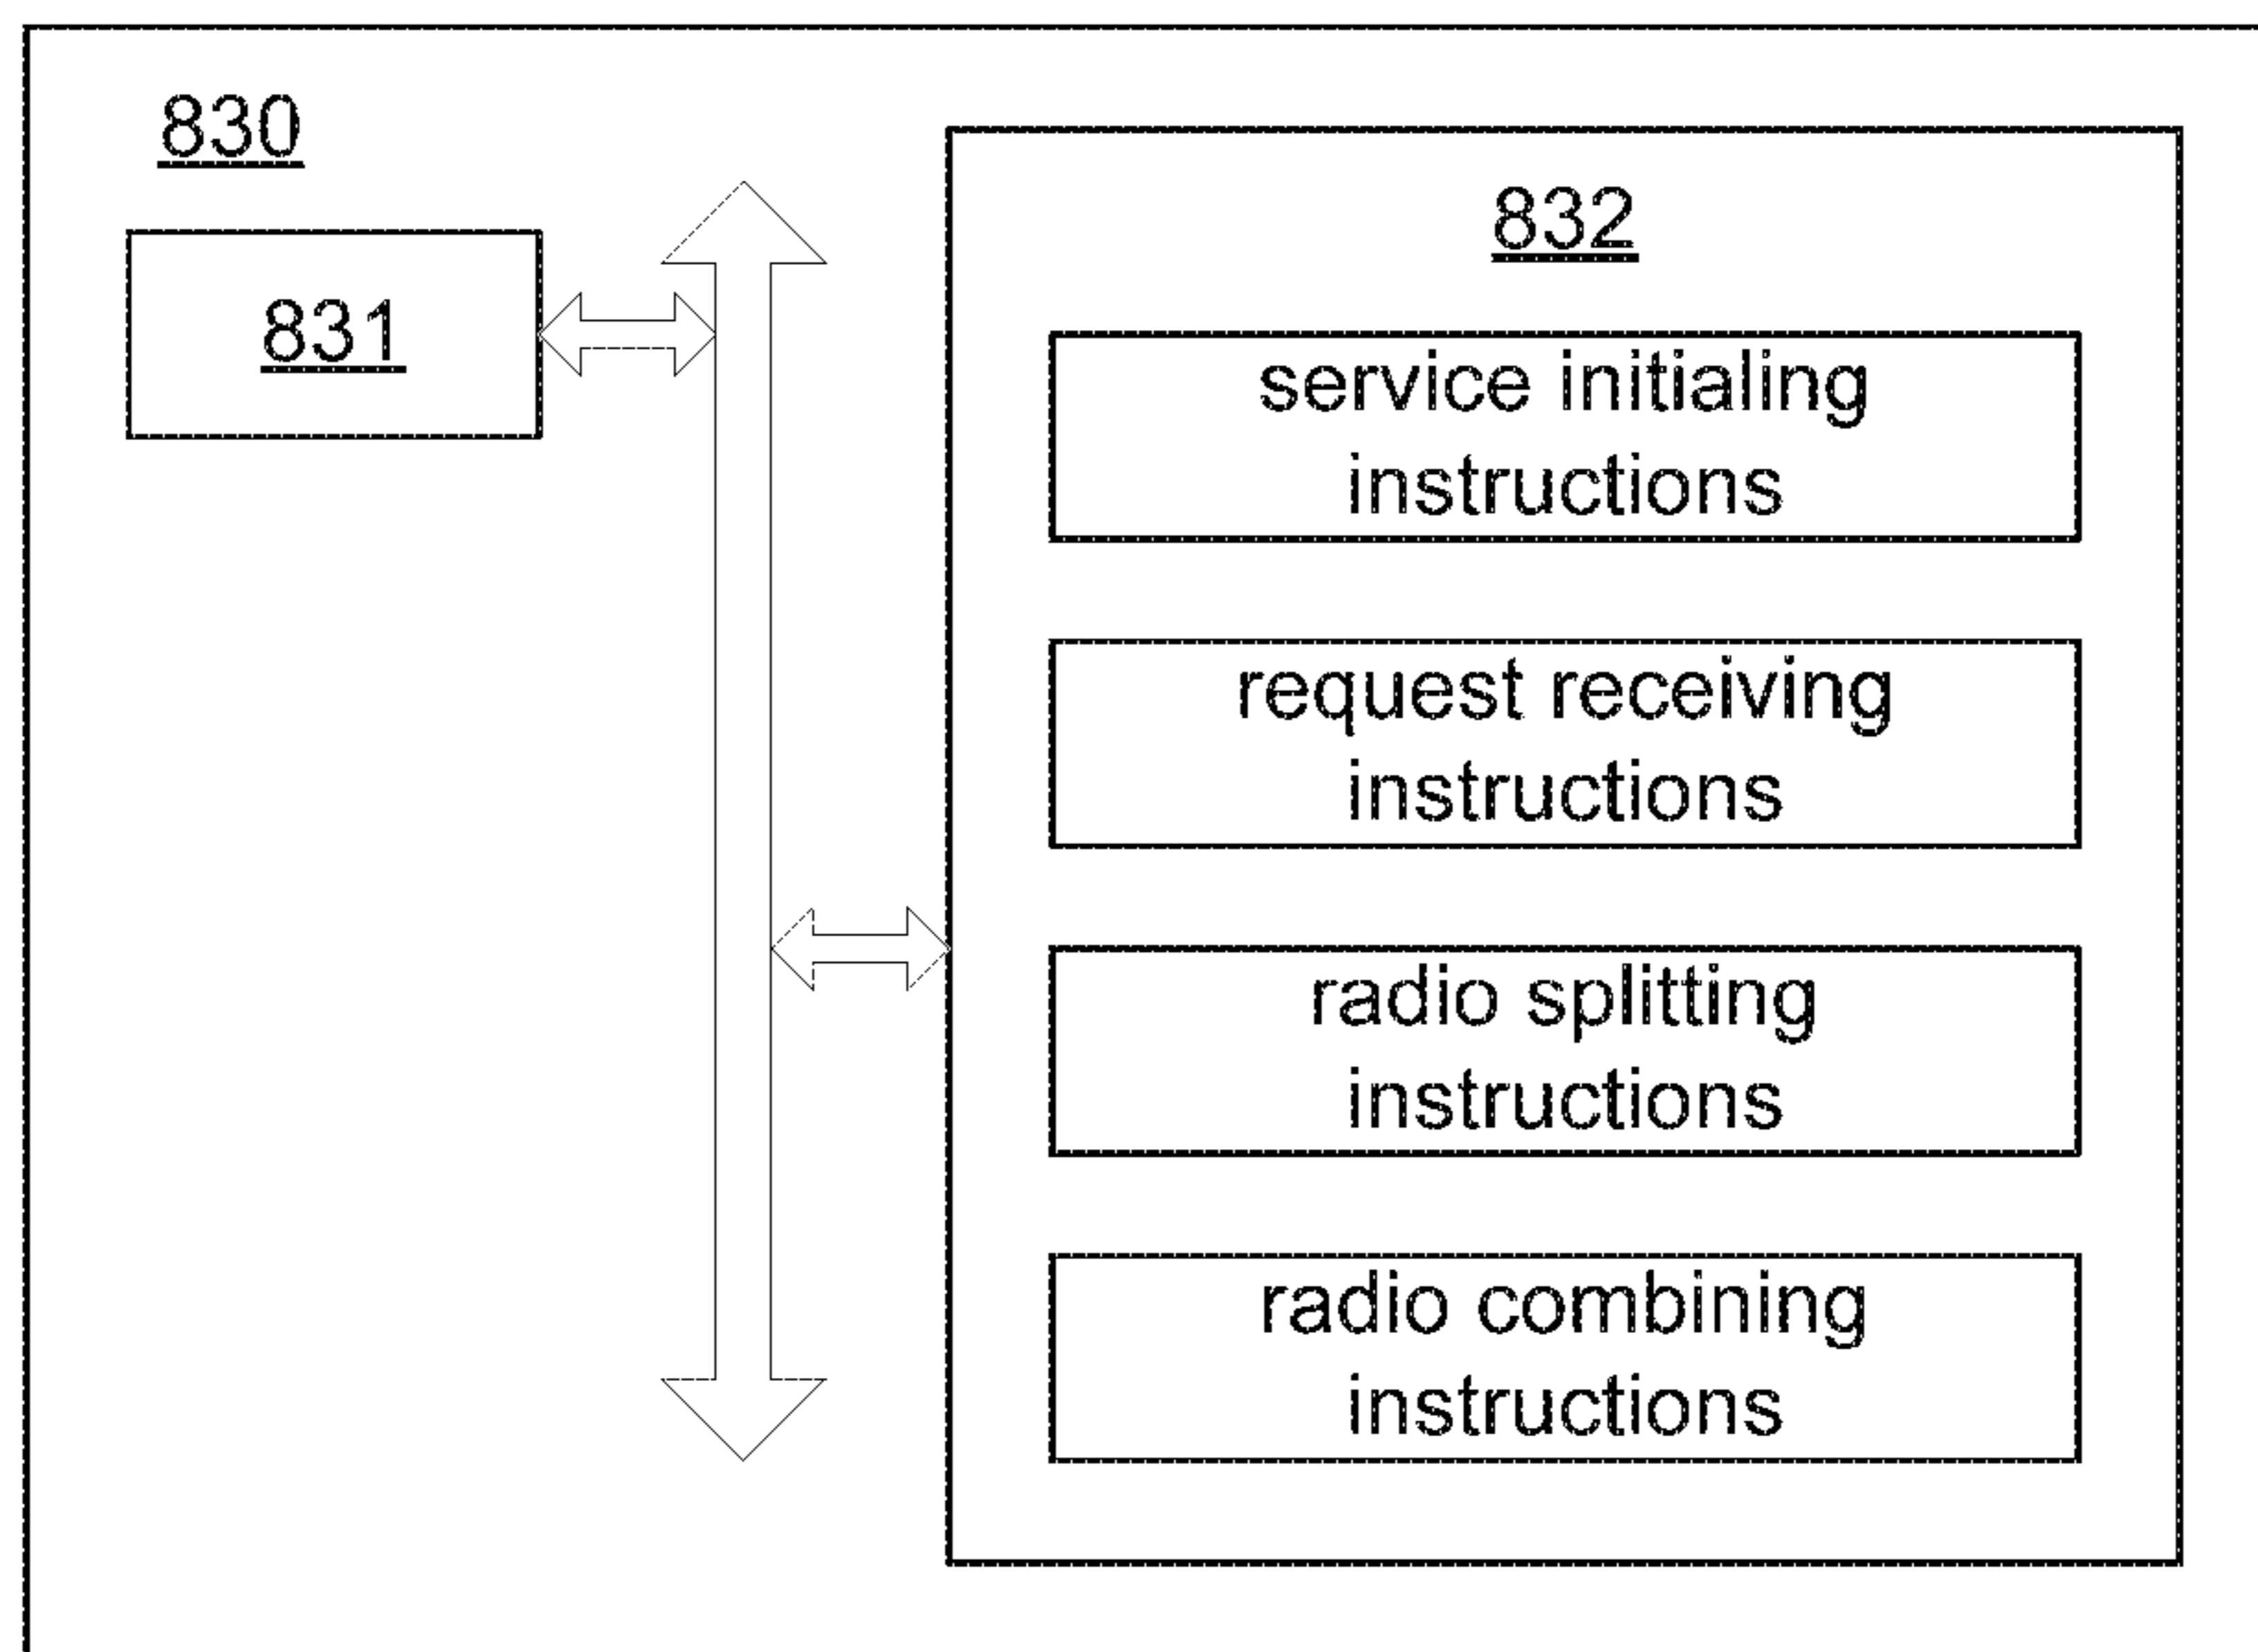 830
831
832
service initialing
instructions
request receiving
instructions
radio splitting
instructions
radio combining
instructions